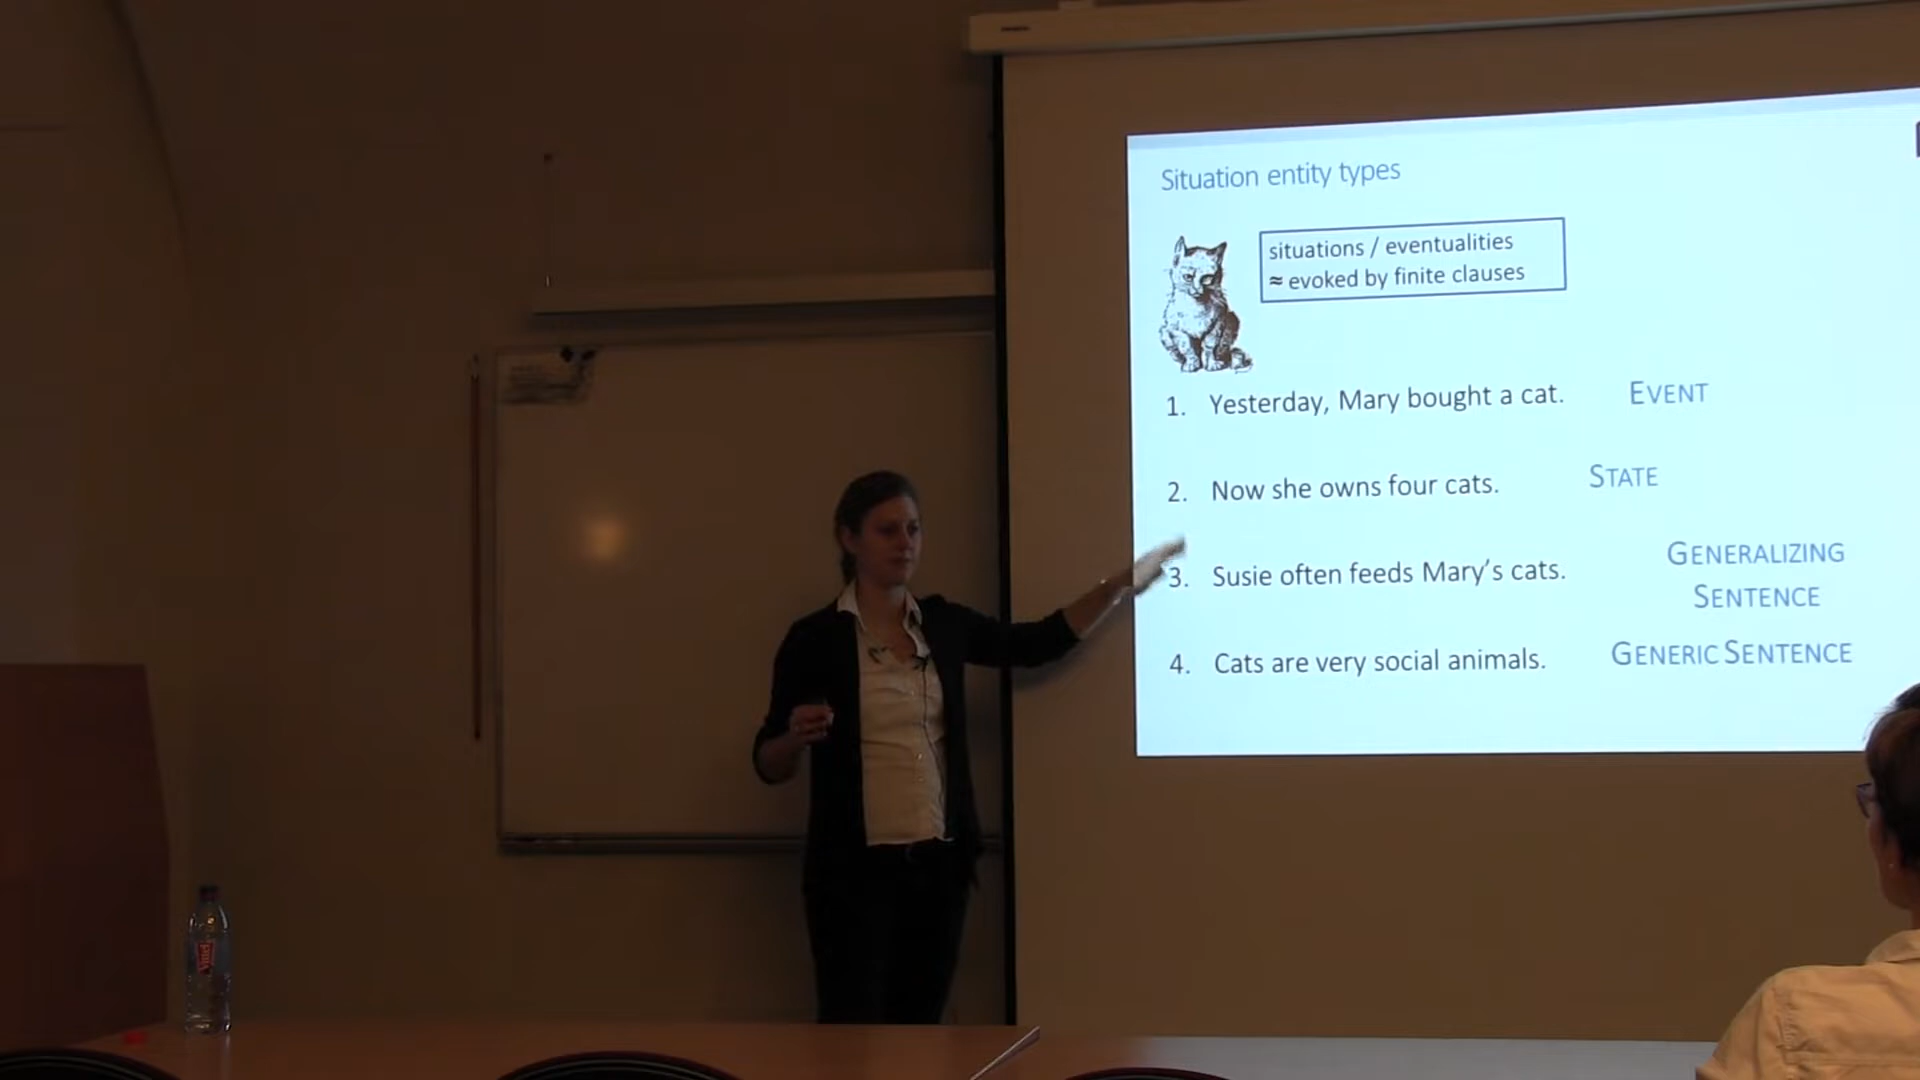 Situation entity types
situations / eventualities
≈ evoked by finite clauses
1. Yesterday, Mary bought a cat. EVENT
2. Now she owns four cats. STATE
3. Susie often feeds Mary's cats. GENERALIZING
SENTENCE
4. Cats are very social animals. GENERIC SENTENCE
Vittel